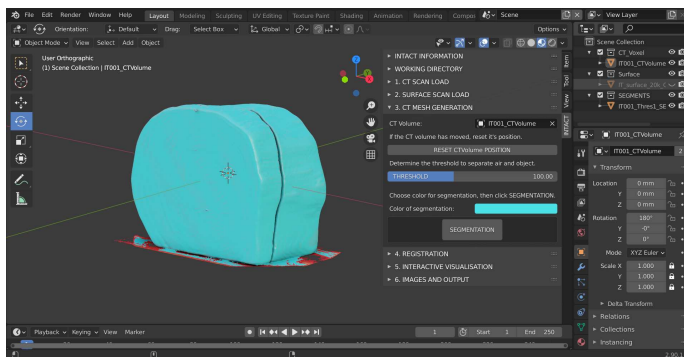 File Edit Render Window Help Layout Modeling Sculpting UV Editing Texture Paint Shading Animation Rendering Compos Scene View Layer
Orientation: Default Drag: Select Box Global Options
Object Mode View Select Add Object
User Orthographic
(1) Scene Collection | IT001_CTVolume
Z
Item
Tool
View
INTACT
INTACT INFORMATION
WORKING DIRECTORY
1. CT SCAN LOAD
2. SURFACE SCAN LOAD
3. CT MESH GENERATION
CT Volume: IT001_CTVolume
If the CT volume has moved, reset it's position.
RESET CTVolume POSITION
Determine the threshold to separate air and object.
THRESHOLD 100.00
Choose color for segmentation, then click SEGMENTATION.
Color of segmentation:
SEGMENTATION
4. REGISTRATION
5. INTERACTIVE VISUALISATION
6. IMAGES AND OUTPUT
Scene Collection
CT_Voxel
IT001_CTVolume
Surface
IT_surface_20k_c
SEGMENTS
IT001_Thres1_SE
IT001_CTVolume
IT001_CTVolume 2
Transform
Location 0 mm
Y 0 mm
Z 0 mm
Rotation 180°
Y -0°
Z 0°
Mode XYZ Euler
Scale X 1.000
Y 1.000
Z 1.000
Delta Transform
Relations
Collections
Instancing
Playback Keying View Marker 1 Start 1 End 250
2.90.1